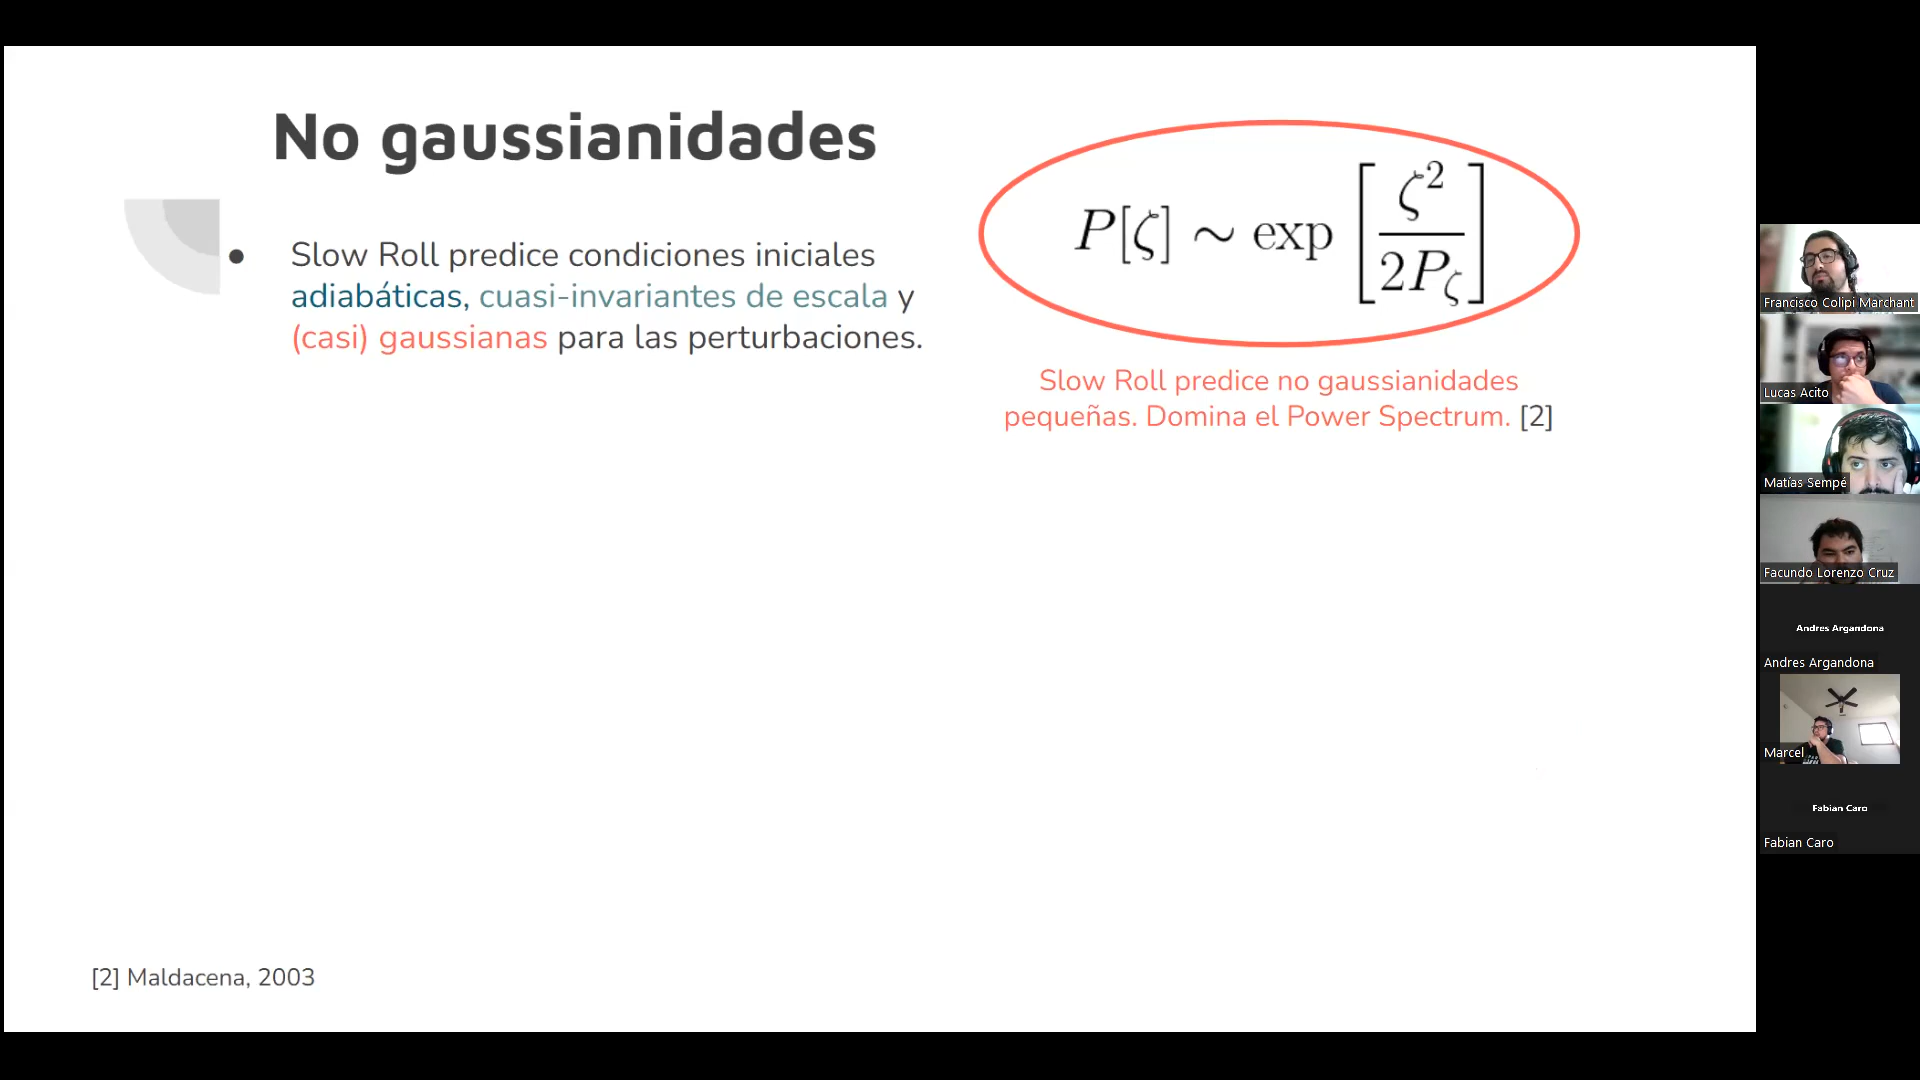 No gaussianidades
● Slow Roll predice condiciones iniciales
adiabáticas, cuasi-invariantes de escala y
(casi) gaussianas para las perturbaciones.
P[ζ] ∼ exp [ζ² / 2P_ζ]
Slow Roll predice no gaussianidades
pequeñas. Domina el Power Spectrum. [2]
[2] Maldacena, 2003
Francisco Colipi Marchant
Lucas Acito
Matías Sempé
Facundo Lorenzo Cruz
Andres Argandona
Andres Argandona
Marcel
Fabian Caro
Fabian Caro